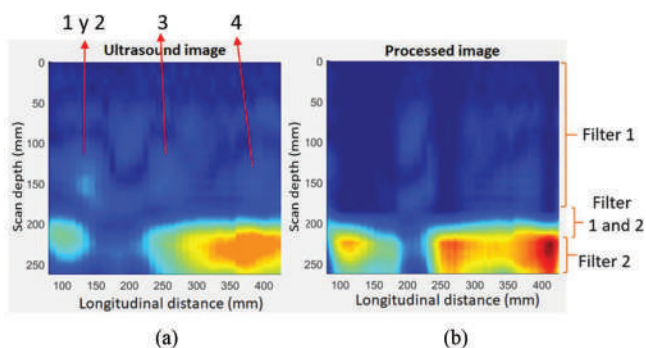 1 y 2
3
4
Ultrasound image
Scan depth (mm)
0
50
100
150
200
250
100 150 200 250 300 350 400
Longitudinal distance (mm)
(a)
Processed image
Scan depth (mm)
0
50
100
150
200
250
100 150 200 250 300 350 400
Longitudinal distance (mm)
(b)
Filter 1
Filter
1 and 2
Filter 2